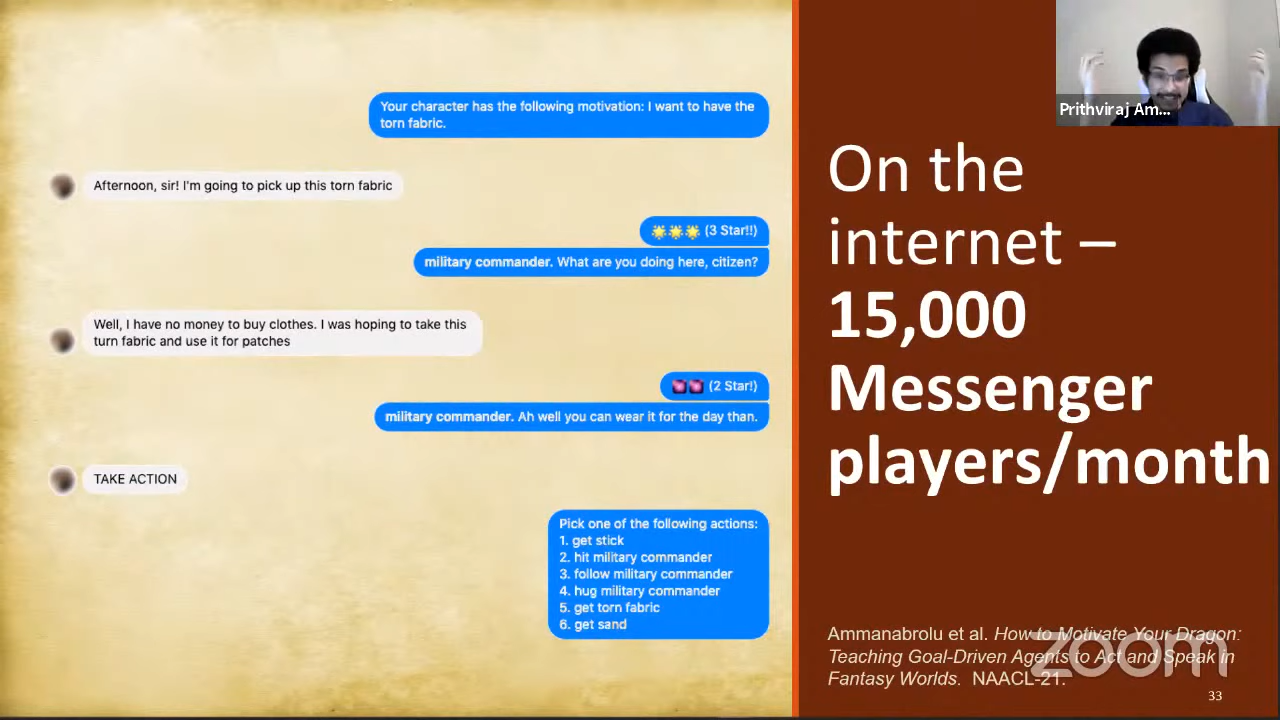 Your character has the following motivation: I want to have the
torn fabric.
Afternoon, sir! I'm going to pick up this torn fabric
(3 Star!!)
military commander. What are you doing here, citizen?
Well, I have no money to buy clothes. I was hoping to take this
turn fabric and use it for patches
(2 Star!)
military commander. Ah well you can wear it for the day than.
TAKE ACTION
Pick one of the following actions:
1. get stick
2. hit military commander
3. follow military commander
4. hug military commander
5. get torn fabric
6. get sand
Prithviraj Am...
On the
internet –
15,000
Messenger
players/month
Ammanabrolu et al. How to Motivate Your Dragon:
Teaching Goal-Driven Agents to Act and Speak in
Fantasy Worlds. NAACL-21.
zoom
33